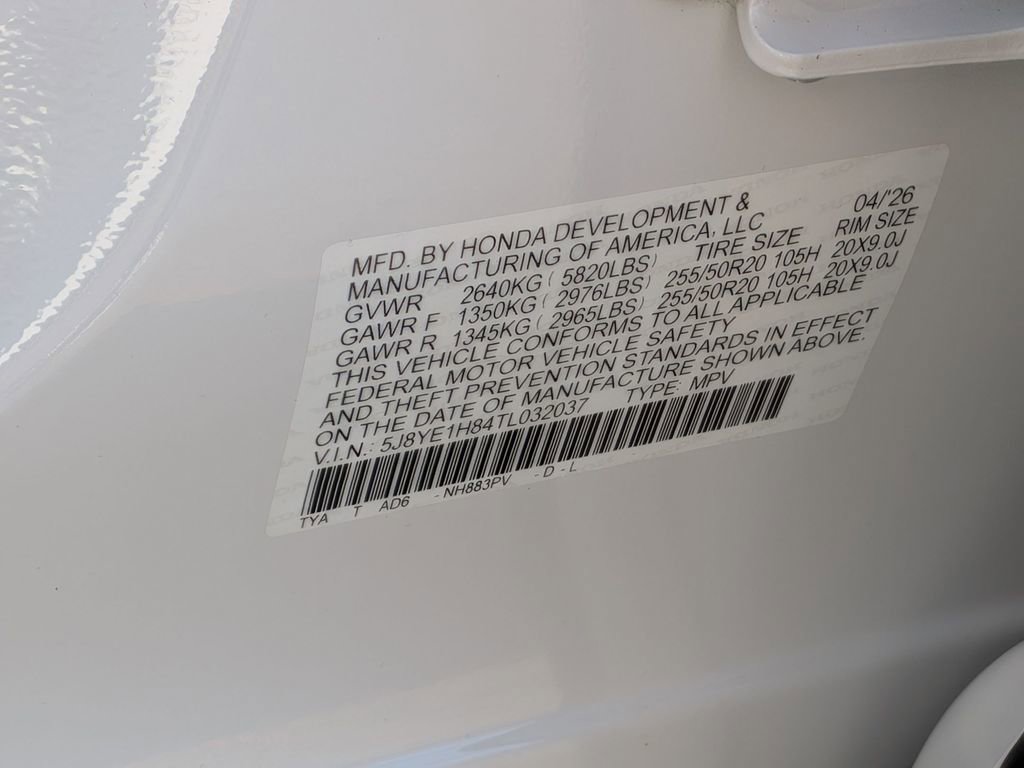 MFD. BY HONDA DEVELOPMENT & 04/'26
MANUFACTURING OF AMERICA, LLC
GVWR 2640KG ( 5820LBS) TIRE SIZE RIM SIZE
GAWR F 1350KG ( 2976LBS) 255/50R20 105H 20X9.0J
GAWR R 1345KG ( 2965LBS) 255/50R20 105H 20X9.0J
THIS VEHICLE CONFORMS TO ALL APPLICABLE
FEDERAL MOTOR VEHICLE SAFETY
AND THEFT PREVENTION STANDARDS IN EFFECT
ON THE DATE OF MANUFACTURE SHOWN ABOVE.
V.I.N.: 5J8YE1H84TL032037 TYPE: MPV
TYA T AD6 - NH883PV - D - L